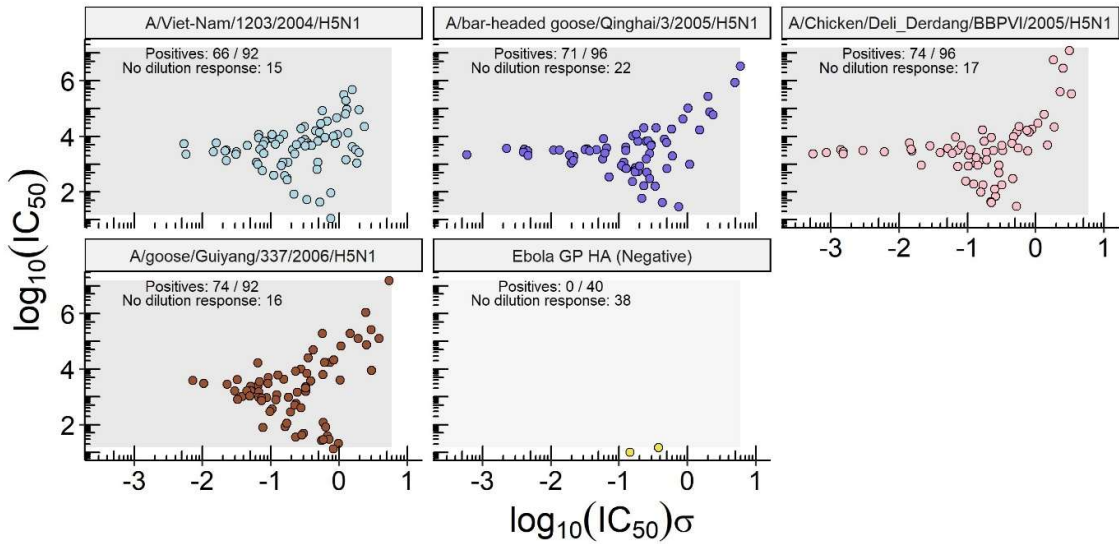 A/Viet-Nam/1203/2004/H5N1
A/bar-headed goose/Qinghai/3/2005/H5N1
A/Chicken/Deli_Derdang/BBPVI/2005/H5N1
Positives: 66 / 92
No dilution response: 15
Positives: 71 / 96
No dilution response: 22
Positives: 74 / 96
No dilution response: 17
6
4
2
-3 -2 -1 0 1
A/goose/Guiyang/337/2006/H5N1
Ebola GP HA (Negative)
Positives: 74 / 92
No dilution response: 16
Positives: 0 / 40
No dilution response: 38
6
4
2
-3 -2 -1 0 1
-3 -2 -1 0 1
log10(IC50)
log10(IC50)σ